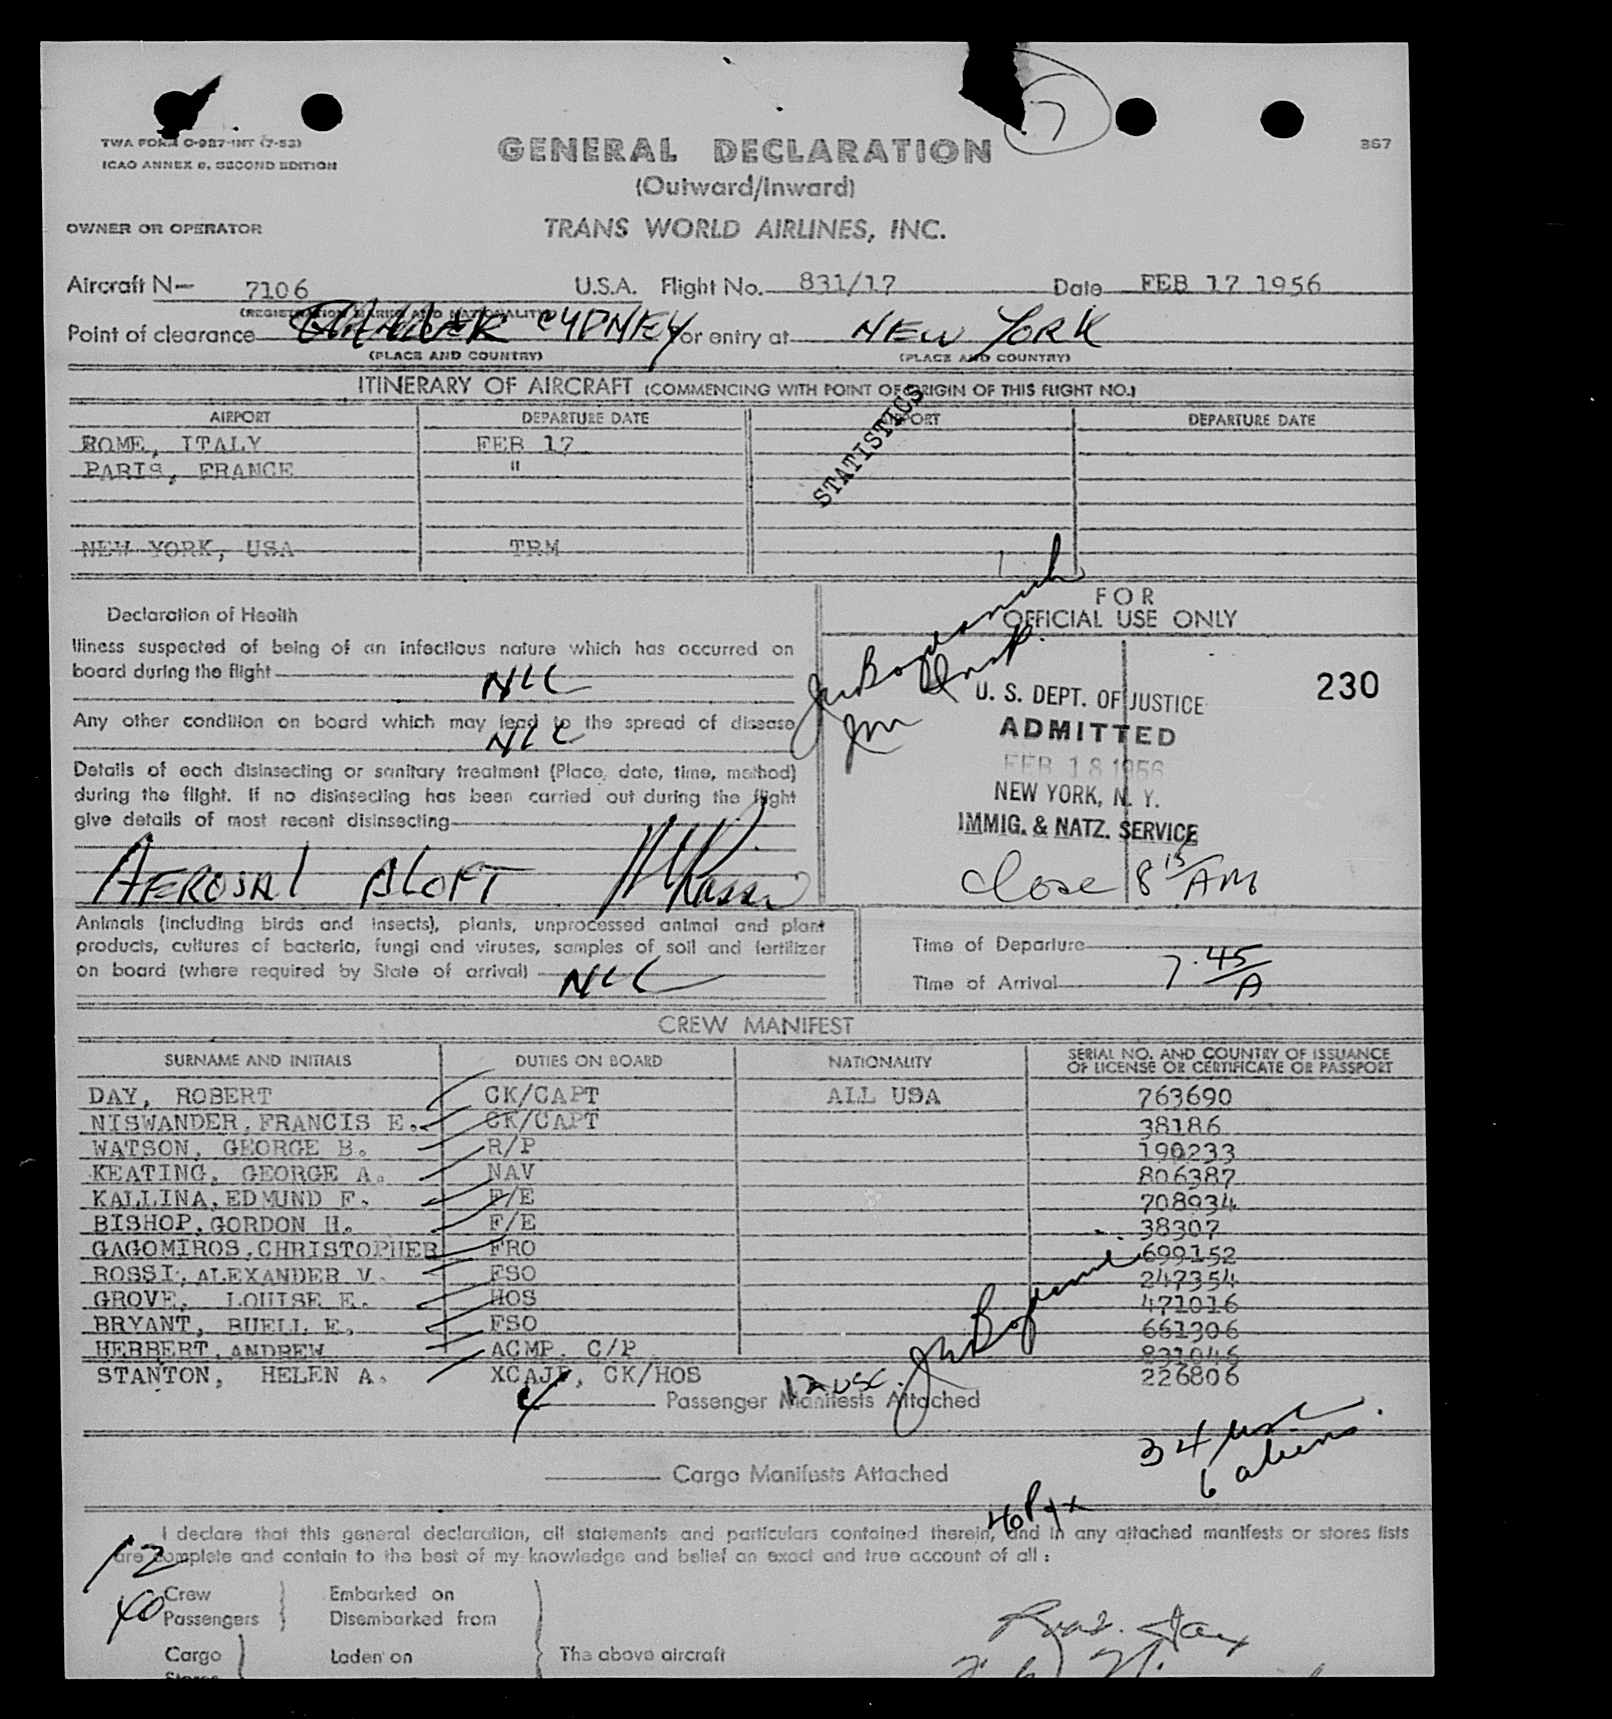 7
TWA FORM O-927-INT (7-53)
ICAO ANNEX 9, SECOND EDITION
GENERAL DECLARATION
367
(Outward/Inward)
OWNER OR OPERATOR
TRANS WORLD AIRLINES, INC.
Aircraft N- 7106 U.S.A. Flight No. 831/17 Date FEB 17 1956
(REGISTRATION MARKS AND NATIONALITY)
Point of clearance SYDNEY For entry at NEW YORK
(PLACE AND COUNTRY) (PLACE AND COUNTRY)
ITINERARY OF AIRCRAFT (COMMENCING WITH POINT OF ORIGIN OF THIS FLIGHT NO.)
AIRPORT DEPARTURE DATE AIRPORT DEPARTURE DATE
ROME, ITALY FEB 17
PARIS, FRANCE "
STATISTICS
NEW YORK, USA TRM
Declaration of Health
FOR
OFFICIAL USE ONLY
Illness suspected of being of an infectious nature which has occurred on
board during the flight NIL
Any other condition on board which may lead to the spread of disease
NIL
Details of each disinsecting or sanitary treatment (Place, date, time, method)
during the flight. If no disinsecting has been carried out during the flight
give details of most recent disinsecting
AEROSAL ALOFT
230
U. S. DEPT. OF JUSTICE
ADMITTED
FEB 18 1956
NEW YORK, N. Y.
IMMIG. & NATZ. SERVICE
Close 8 15 AM
Animals (including birds and insects), plants, unprocessed animal and plant
products, cultures of bacteria, fungi and viruses, samples of soil and fertilizer
on board (where required by State of arrival) NIL
Time of Departure
Time of Arrival 7.45 A
CREW MANIFEST
SURNAME AND INITIALS DUTIES ON BOARD NATIONALITY SERIAL NO. AND COUNTRY OF ISSUANCE
OF LICENSE OR CERTIFICATE OR PASSPORT
DAY, ROBERT CK/CAPT ALL USA 763690
NISWANDER, FRANCIS E. CK/CAPT 38186
WATSON, GEORGE B. R/P 190233
KEATING, GEORGE A. NAV 806387
KALLINA, EDMUND F. F/E 708934
BISHOP, GORDON H. F/E 38307
GAGOMIROS, CHRISTOPHER FRO 699152
ROSSI, ALEXANDER V. FSO 247354
GROVE, LOUISE E. HOS 471016
BRYANT, BUELL E. FSO 661306
HERBERT, ANDREW ACMP. C/P 831046
STANTON, HELEN A. XCAJP, CK/HOS 226806
12 USC.
Passenger Manifests Attached
34 usc
6 aliens
Cargo Manifests Attached
40 Pax
I declare that this general declaration, all statements and particulars contained therein, and in any attached manifests or stores lists
are complete and contain to the best of my knowledge and belief an exact and true account of all :
12 Crew Embarked on
40 Passengers Disembarked from
Cargo Laden on The above aircraft
Stores